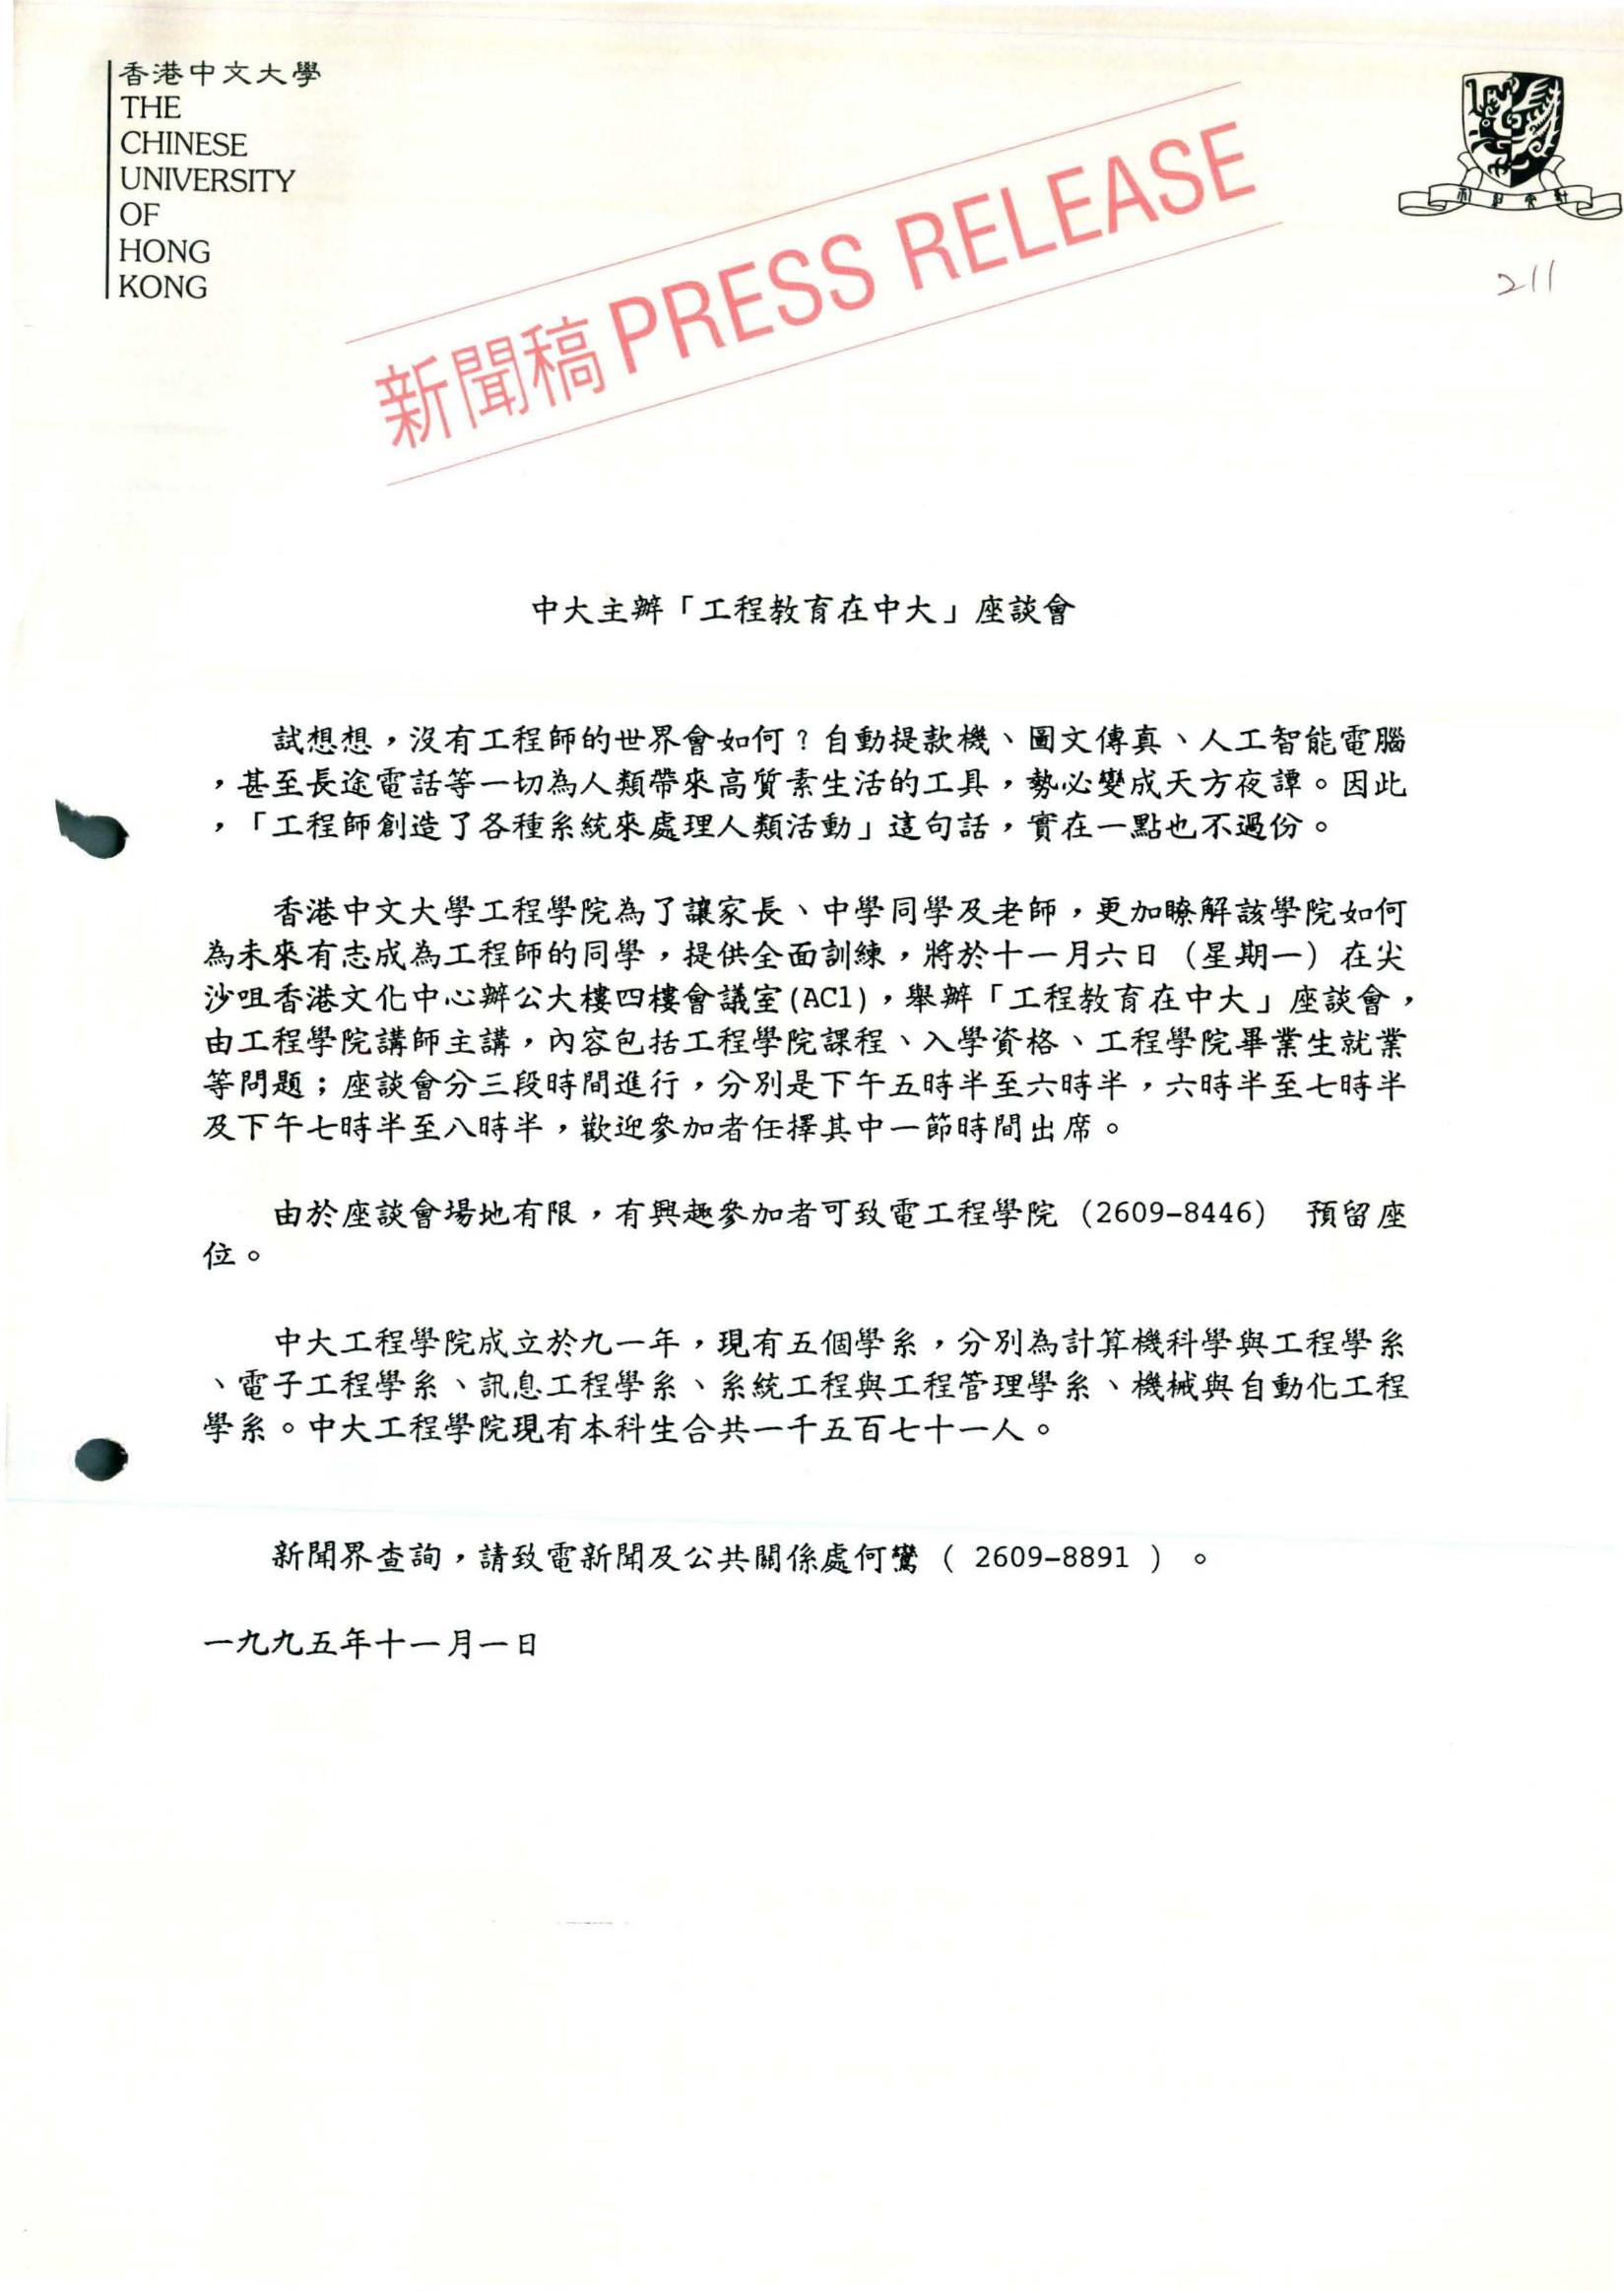 香港中文大學
THE
CHINESE
UNIVERSITY
OF
HONG
KONG
新聞稿 PRESS RELEASE
211
中大主辦「工程教育在中大」座談會
試想想，沒有工程師的世界會如何？自動提款機、圖文傳真、人工智能電腦
，甚至長途電話等一切為人類帶來高質素生活的工具，勢必變成天方夜譚。因此
，「工程師創造了各種系統來處理人類活動」這句話，實在一點也不過份。
香港中文大學工程學院為了讓家長、中學同學及老師，更加瞭解該學院如何
為未來有志成為工程師的同學，提供全面訓練，將於十一月六日（星期一）在尖
沙咀香港文化中心辦公大樓四樓會議室(AC1)，舉辦「工程教育在中大」座談會，
由工程學院講師主講，內容包括工程學院課程、入學資格、工程學院畢業生就業
等問題；座談會分三段時間進行，分別是下午五時半至六時半，六時半至七時半
及下午七時半至八時半，歡迎參加者任擇其中一節時間出席。
由於座談會場地有限，有興趣參加者可致電工程學院（2609-8446） 預留座
位。
中大工程學院成立於九一年，現有五個學系，分別為計算機科學與工程學系
、電子工程學系、訊息工程學系、系統工程與工程管理學系、機械與自動化工程
學系。中大工程學院現有本科生合共一千五百七十一人。
新聞界查詢，請致電新聞及公共關係處何鸞（ 2609-8891 ）。
一九九五年十一月一日